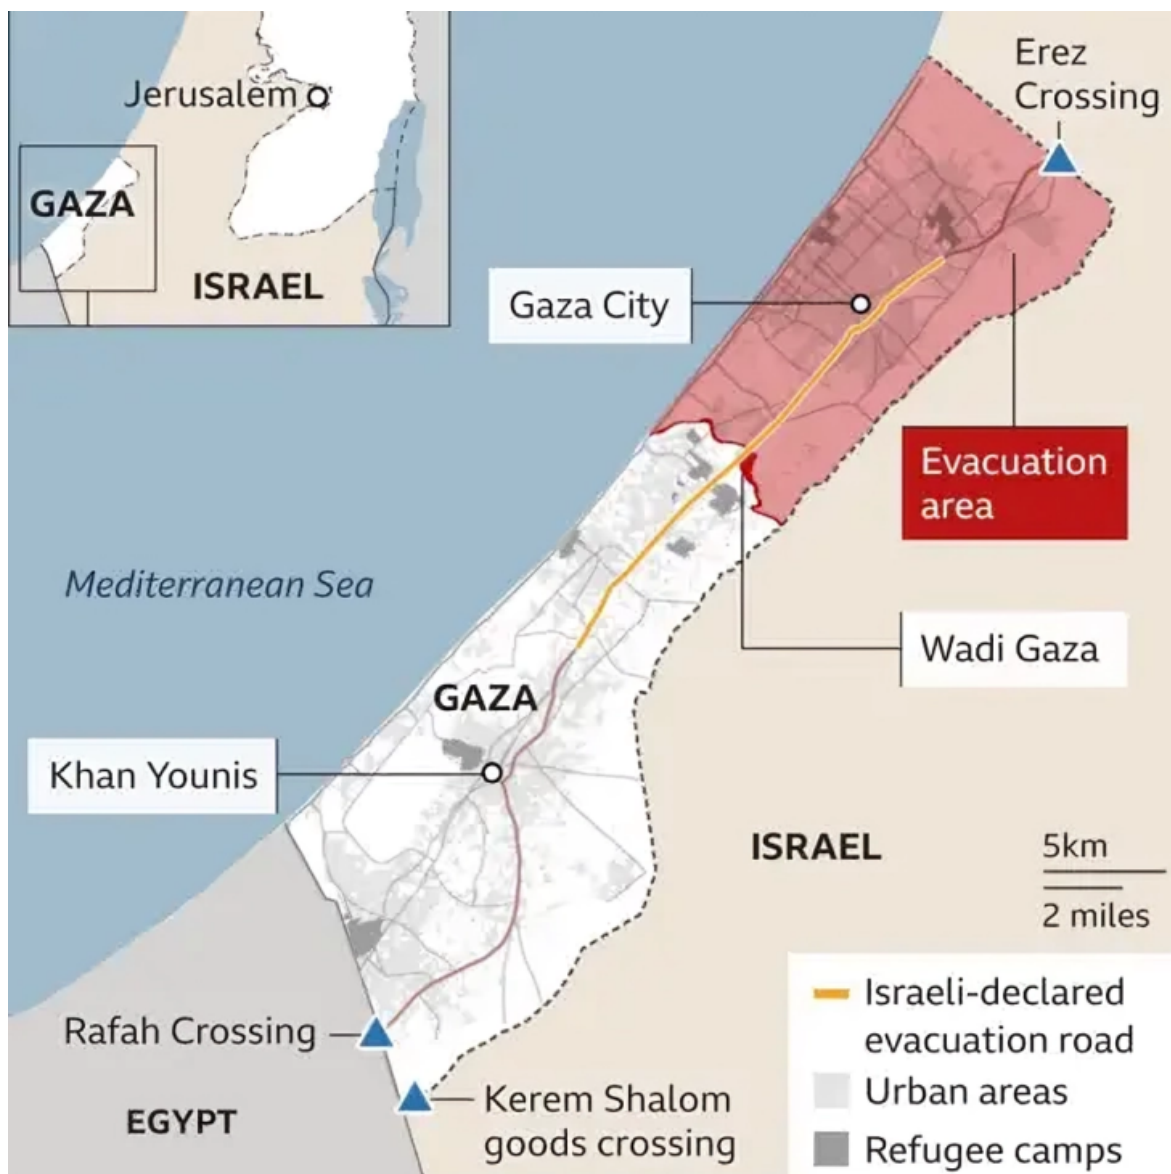 Jerusalem
GAZA
ISRAEL
Erez
Crossing
Gaza City
Evacuation
area
Mediterranean Sea
Wadi Gaza
GAZA
Khan Younis
ISRAEL
5km
2 miles
Rafah Crossing
EGYPT
Kerem Shalom
goods crossing
Israeli-declared
evacuation road
Urban areas
Refugee camps